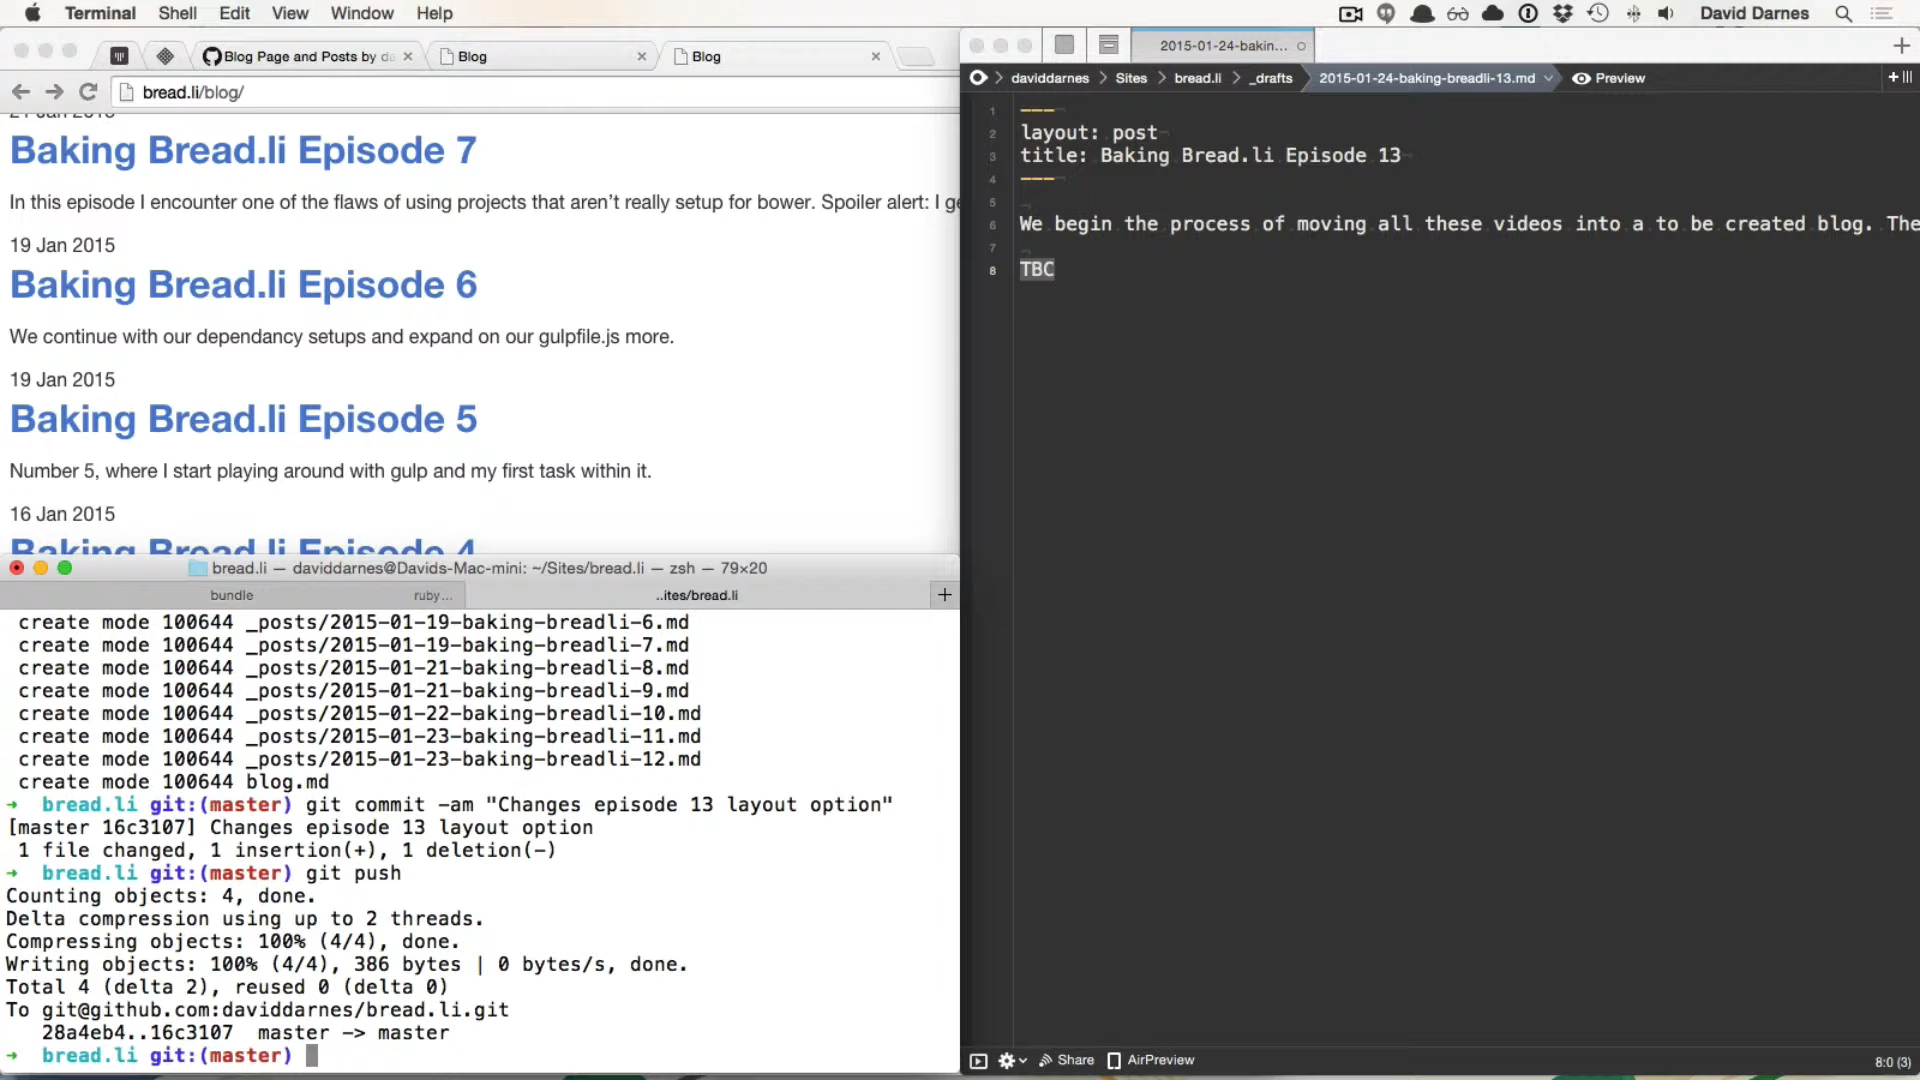 Terminal Shell Edit View Window Help
David Darnes
Blog Page and Posts by da
Blog
Blog
bread.li/blog/
Baking Bread.li Episode 7
In this episode I encounter one of the flaws of using projects that aren't really setup for bower. Spoiler alert: I ge
19 Jan 2015
Baking Bread.li Episode 6
We continue with our dependancy setups and expand on our gulpfile.js more.
19 Jan 2015
Baking Bread.li Episode 5
Number 5, where I start playing around with gulp and my first task within it.
16 Jan 2015
Baking Bread.li Episode 4
bread.li — daviddarnes@Davids-Mac-mini: ~/Sites/bread.li — zsh — 79×20
bundle
ruby...
..ites/bread.li
create mode 100644 _posts/2015-01-19-baking-breadli-6.md
create mode 100644 _posts/2015-01-19-baking-breadli-7.md
create mode 100644 _posts/2015-01-21-baking-breadli-8.md
create mode 100644 _posts/2015-01-21-baking-breadli-9.md
create mode 100644 _posts/2015-01-22-baking-breadli-10.md
create mode 100644 _posts/2015-01-23-baking-breadli-11.md
create mode 100644 _posts/2015-01-23-baking-breadli-12.md
create mode 100644 blog.md
➜ bread.li git:(master) git commit -am "Changes episode 13 layout option"
[master 16c3107] Changes episode 13 layout option
1 file changed, 1 insertion(+), 1 deletion(-)
➜ bread.li git:(master) git push
Counting objects: 4, done.
Delta compression using up to 2 threads.
Compressing objects: 100% (4/4), done.
Writing objects: 100% (4/4), 386 bytes | 0 bytes/s, done.
Total 4 (delta 2), reused 0 (delta 0)
To git@github.com:daviddarnes/bread.li.git
28a4eb4..16c3107 master -> master
➜ bread.li git:(master)
2015-01-24-bakin...
daviddarnes Sites bread.li _drafts 2015-01-24-baking-breadli-13.md Preview
1 ---
2 layout: post
3 title: Baking Bread.li Episode 13
4 ---
5
6 We begin the process of moving all these videos into a to be created blog. The
7
8 TBC
Share AirPreview
8:0 (3)